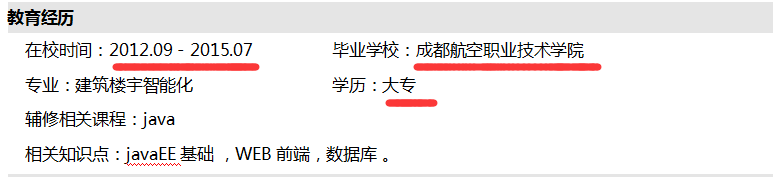 教育经历
在校时间：2012.09 - 2015.07 毕业学校：成都航空职业技术学院
专业：建筑楼宇智能化 学历：大专
辅修相关课程：java
相关知识点：javaEE 基础 ，WEB 前端，数据库 。